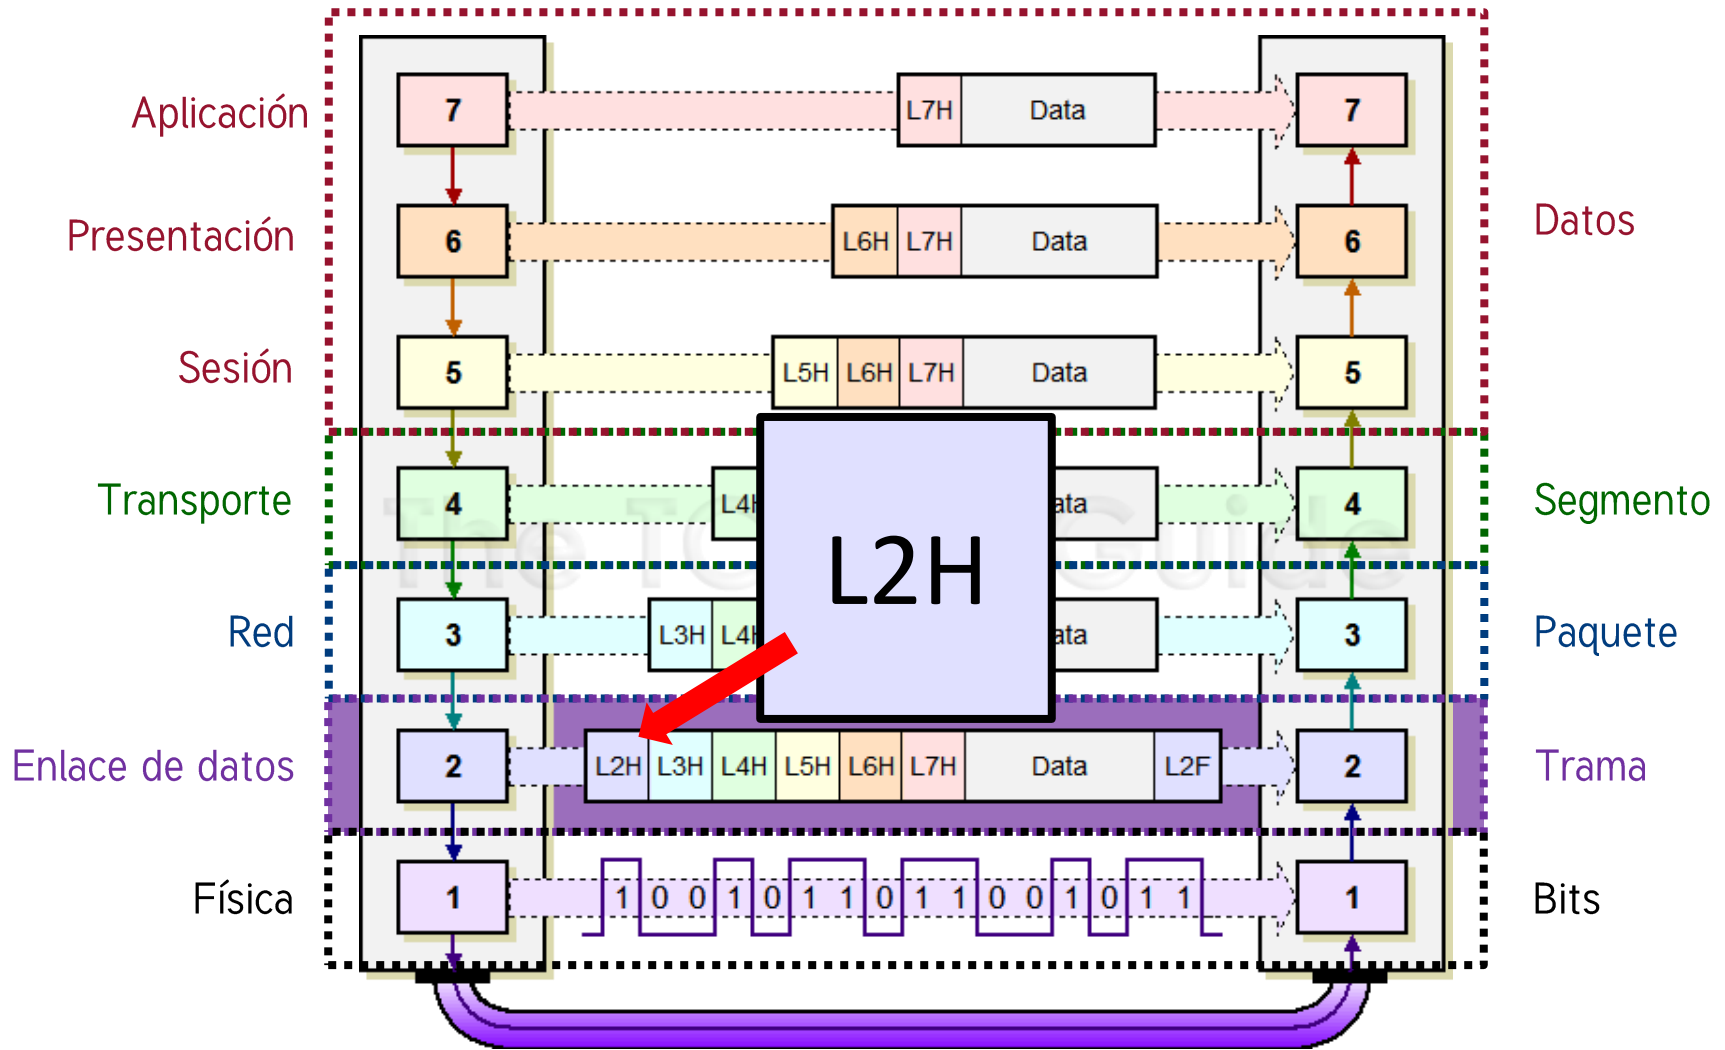 Aplicación 7 L7H Data 7
Presentación 6 L6H L7H Data 6 Datos
Sesión 5 L5H L6H L7H Data 5
Transporte 4 L4H ata 4 Segmento
The TC Guide
L2H
Red 3 L3H L4H ata 3 Paquete
Enlace de datos 2 L2H L3H L4H L5H L6H L7H Data L2F 2 Trama
Física 1 1 0 0 1 0 1 1 0 1 1 0 0 1 0 1 1 1 Bits